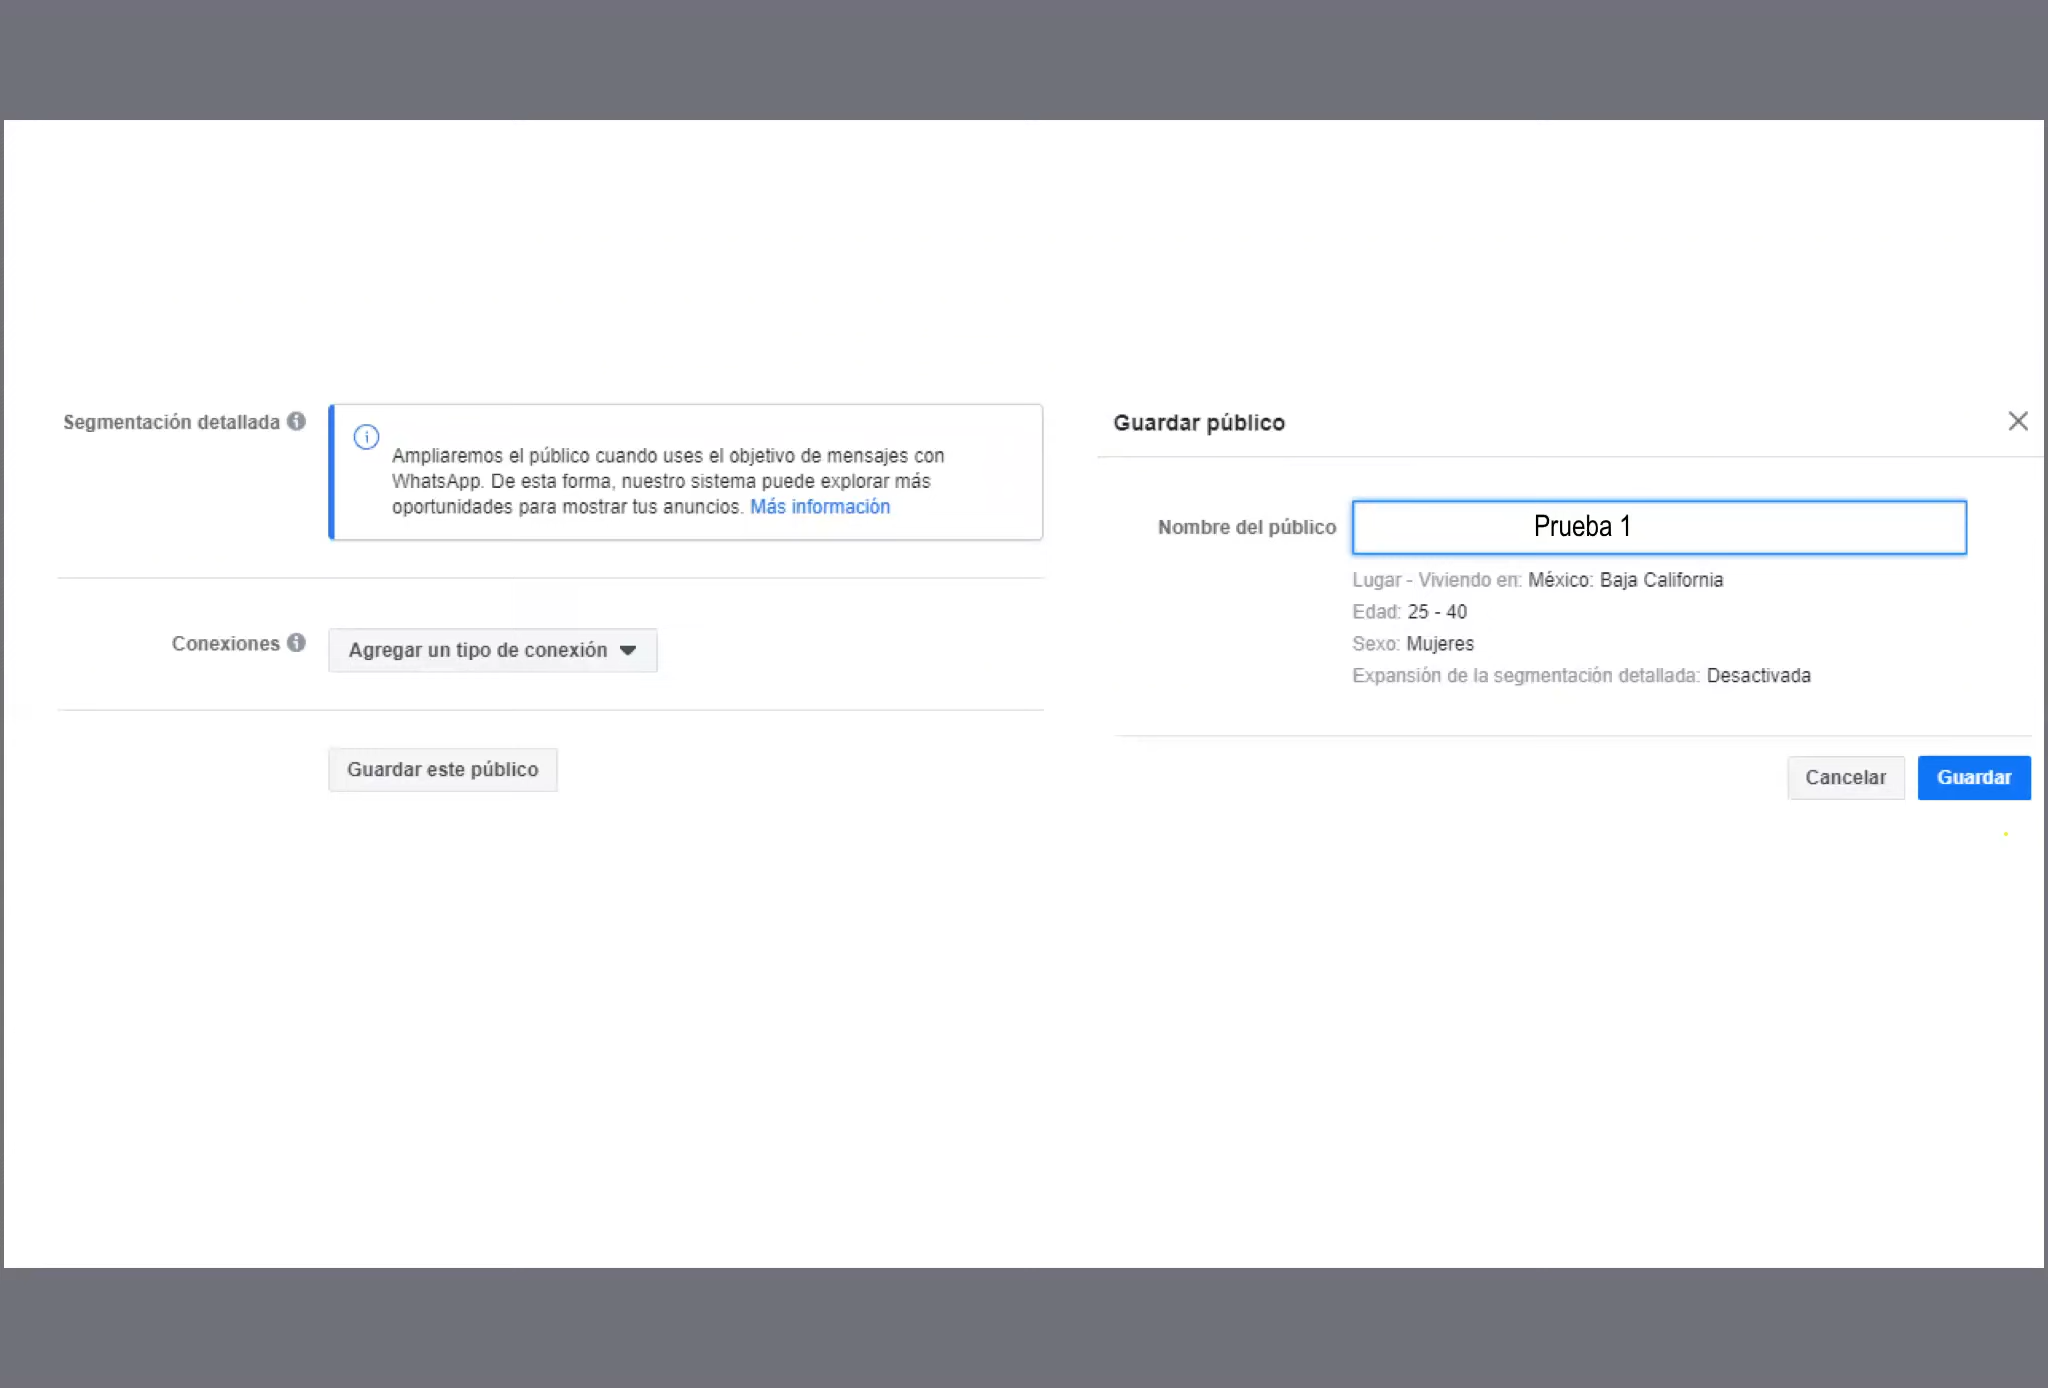 Segmentación detallada
Ampliaremos el público cuando uses el objetivo de mensajes con
WhatsApp. De esta forma, nuestro sistema puede explorar más
oportunidades para mostrar tus anuncios. Más información
Conexiones
Agregar un tipo de conexión
Guardar este público
Guardar público
Nombre del público
Prueba 1
Lugar - Viviendo en: México: Baja California
Edad: 25 - 40
Sexo: Mujeres
Expansión de la segmentación detallada: Desactivada
Cancelar
Guardar